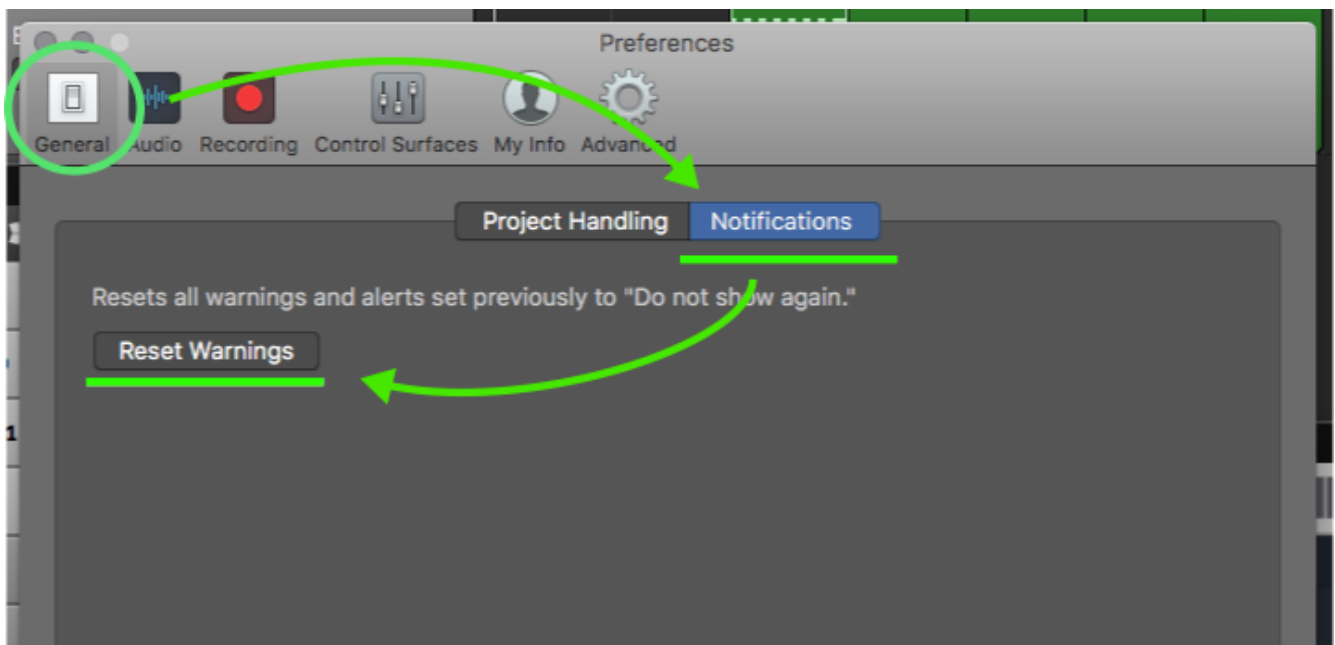 Preferences
General Audio Recording Control Surfaces My Info Advanced
Project Handling Notifications
Resets all warnings and alerts set previously to "Do not show again."
Reset Warnings
1